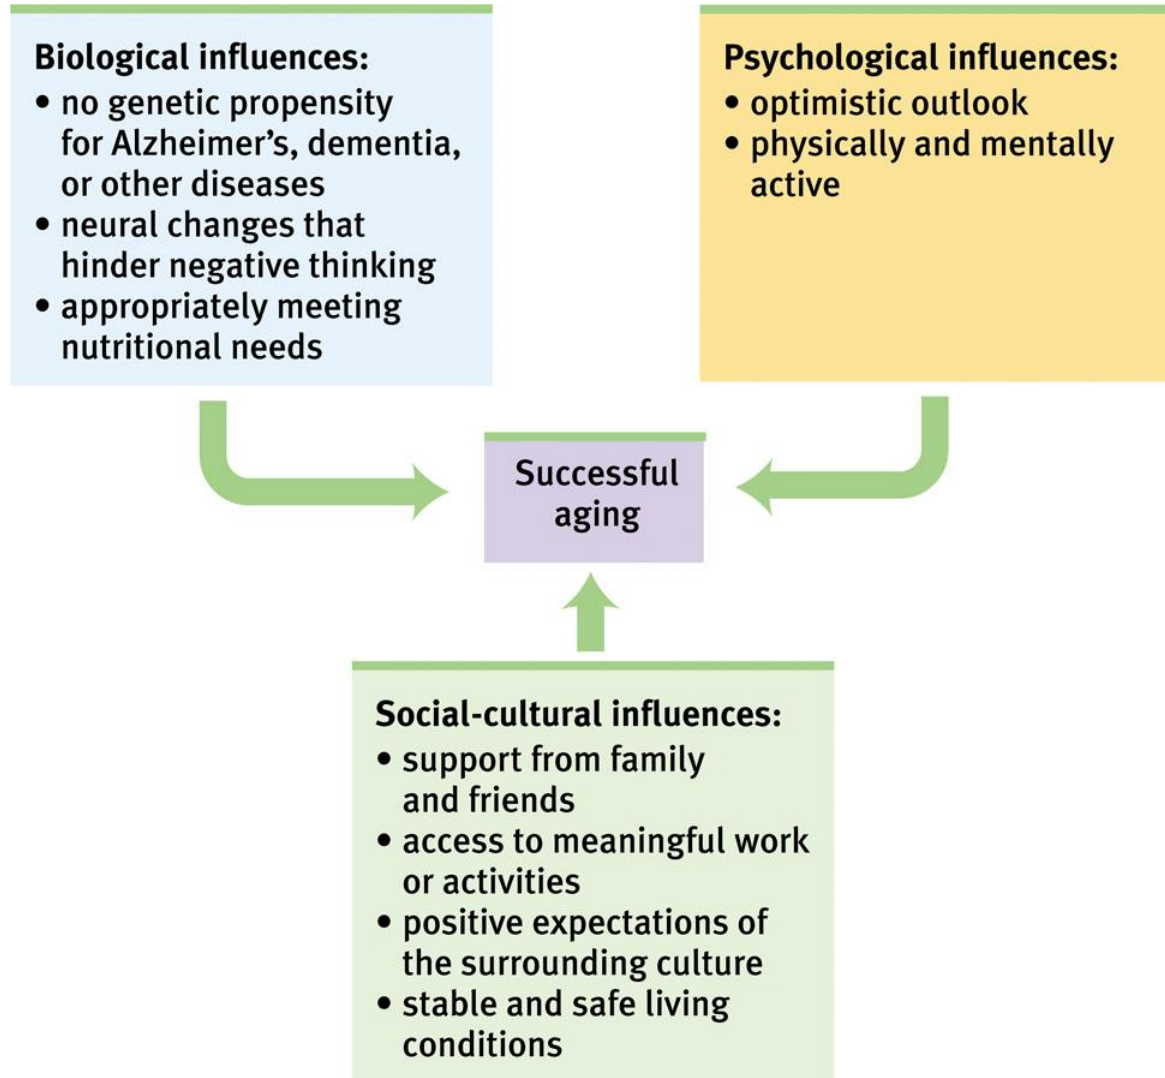 Biological influences:
• no genetic propensity
for Alzheimer’s, dementia,
or other diseases
• neural changes that
hinder negative thinking
• appropriately meeting
nutritional needs
Psychological influences:
• optimistic outlook
• physically and mentally
active
Successful
aging
Social-cultural influences:
• support from family
and friends
• access to meaningful work
or activities
• positive expectations of
the surrounding culture
• stable and safe living
conditions